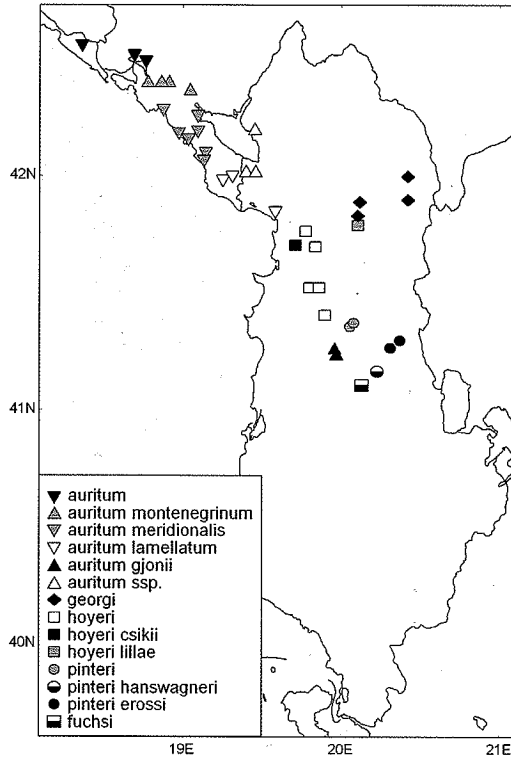 42N
41N
40N
auritum
auritum montenegrinum
auritum meridionalis
auritum lamellatum
auritum gjonii
auritum ssp.
georgi
hoyeri
hoyeri csikii
hoyeri lillae
pinteri
pinteri hanswagneri
pinteri erossi
fuchsi
19E
20E
21E